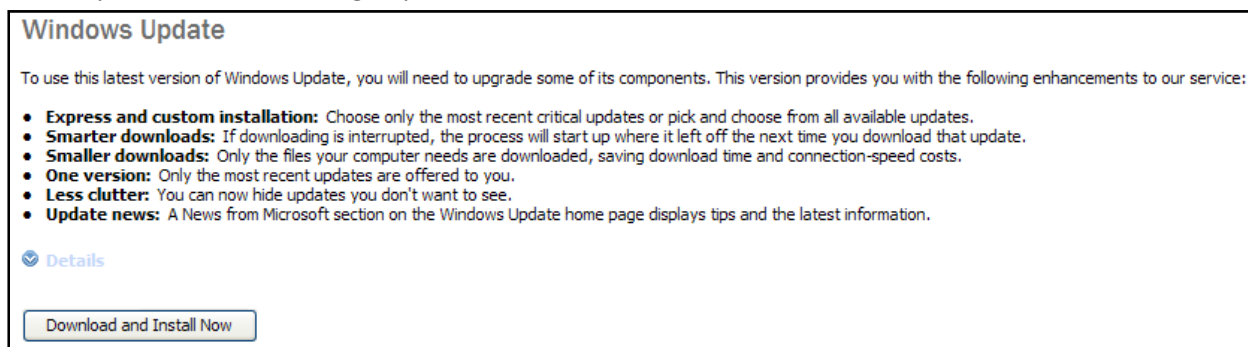 Windows Update
To use this latest version of Windows Update, you will need to upgrade some of its components. This version provides you with the following enhancements to our service:
• Express and custom installation: Choose only the most recent critical updates or pick and choose from all available updates.
• Smarter downloads: If downloading is interrupted, the process will start up where it left off the next time you download that update.
• Smaller downloads: Only the files your computer needs are downloaded, saving download time and connection-speed costs.
• One version: Only the most recent updates are offered to you.
• Less clutter: You can now hide updates you don't want to see.
• Update news: A News from Microsoft section on the Windows Update home page displays tips and the latest information.
Details
Download and Install Now